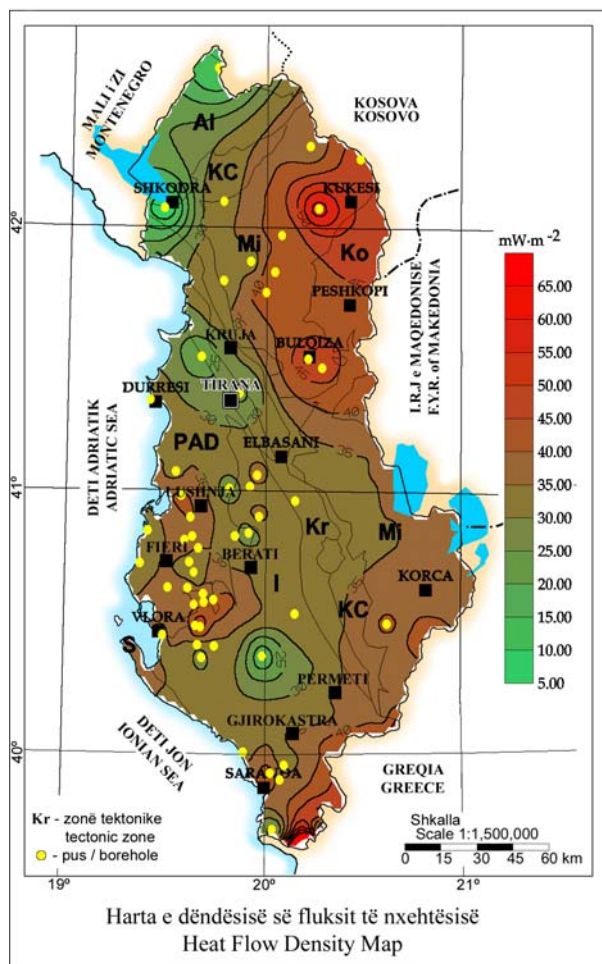 MALI i ZI
MONTENEGRO
KOSOVA
KOSOVO
Al
KC
SHKODRA
KUKESI
42°
Mi
Ko
mW·m -2
PESHKOPI
65.00
60.00
55.00
50.00
45.00
40.00
35.00
30.00
25.00
20.00
15.00
10.00
5.00
I.R.J e MAQEDONISE
F.Y.R. of MAKEDONIA
KRUJA
BULQIZA
TIRANA
DURRESI
PAD
ELBASANI
DETI ADRIATIK
ADRIATIC SEA
41°
LUSHNJA
Kr
Mi
FIERI
BERATI
KORCA
I
KC
VLORA
S
PERMETI
GJIROKASTRA
DETI JON
IONIAN SEA
40°
SARANDA
GREQIA
GREECE
Kr - zonë tektonike
tectonic zone
- pus / borehole
Shkalla
Scale 1:1,500,000
0 15 30 45 60 km
19° 20° 21°
Harta e dëndësisë së fluksit të nxehtësisë
Heat Flow Density Map